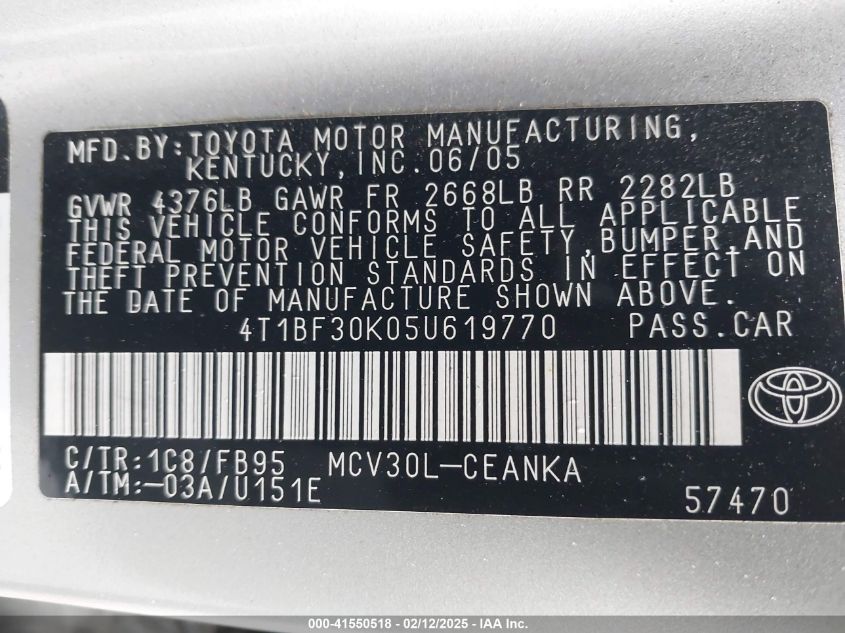 MFD. BY: TOYOTA MOTOR MANUFACTURING,
KENTUCKY, INC. 06/05
GVWR 4376LB GAWR FR 2668LB RR 2282LB
THIS VEHICLE CONFORMS TO ALL APPLICABLE
FEDERAL MOTOR VEHICLE SAFETY, BUMPER, AND
THEFT PREVENTION STANDARDS IN EFFECT ON
THE DATE OF MANUFACTURE SHOWN ABOVE.
4T1BF30K05U619770 PASS. CAR
C/TR: 1C8/FB95 MCV30L-CEANKA
A/TM: -03A/U151E
57470
000-41550518 - 02/12/2025 - CEA Inc.